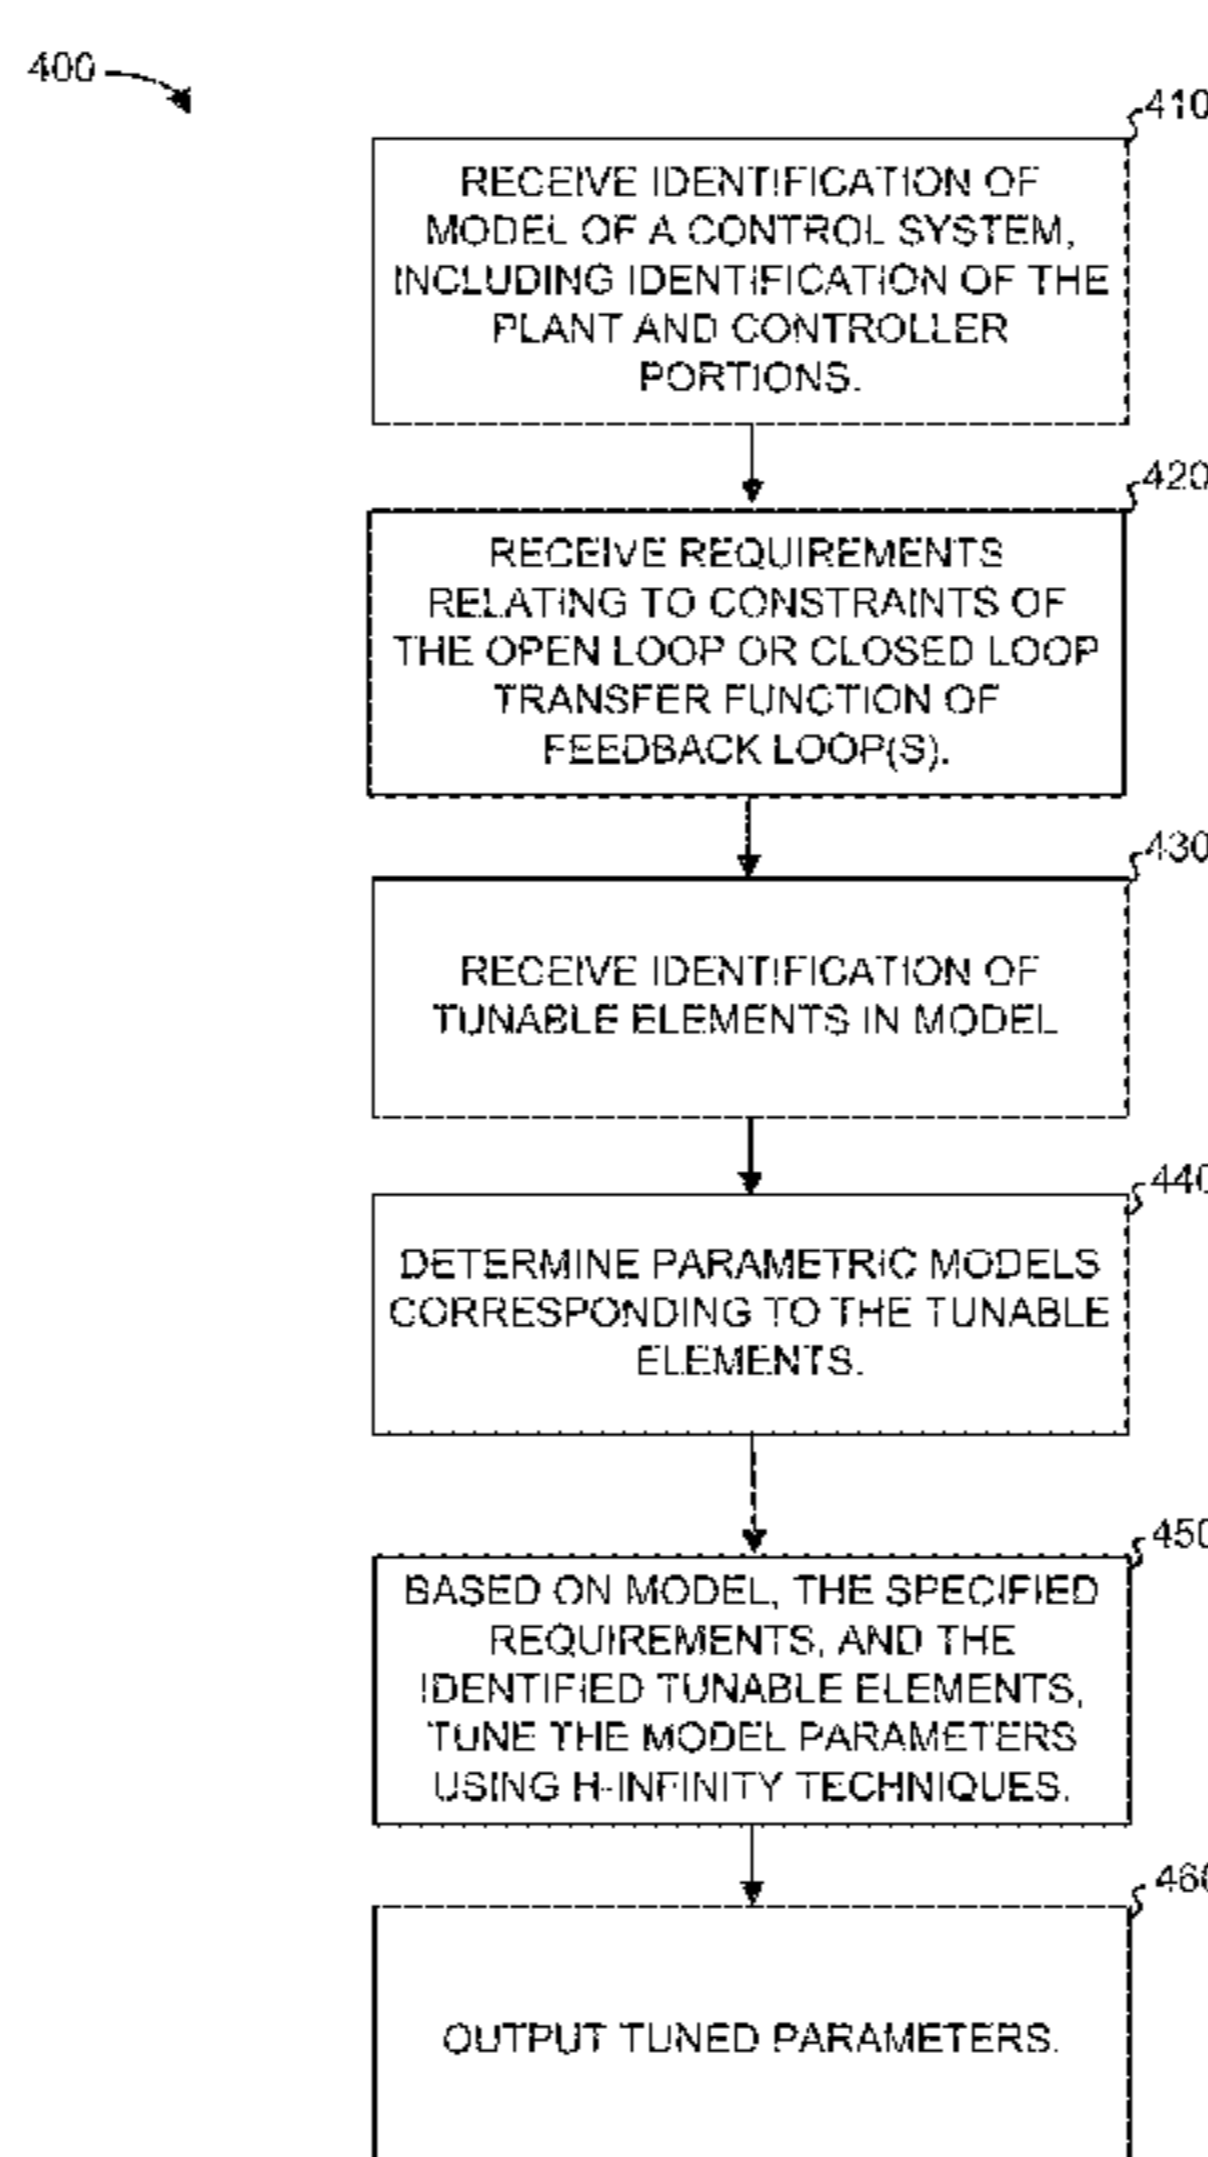 400
410
RECEIVE IDENTIFICATION OF
MODEL OF A CONTROL SYSTEM,
INCLUDING IDENTIFICATION OF THE
PLANT AND CONTROLLER
PORTIONS.
420
RECEIVE REQUIREMENTS
RELATING TO CONSTRAINTS OF
THE OPEN LOOP OR CLOSED LOOP
TRANSFER FUNCTION OF
FEEDBACK LOOP(S).
430
RECEIVE IDENTIFICATION OF
TUNABLE ELEMENTS IN MODEL
440
DETERMINE PARAMETRIC MODELS
CORRESPONDING TO THE TUNABLE
ELEMENTS.
450
BASED ON MODEL, THE SPECIFIED
REQUIREMENTS, AND THE
IDENTIFIED TUNABLE ELEMENTS,
TUNE THE MODEL PARAMETERS
USING H-INFINITY TECHNIQUES.
460
OUTPUT TUNED PARAMETERS.